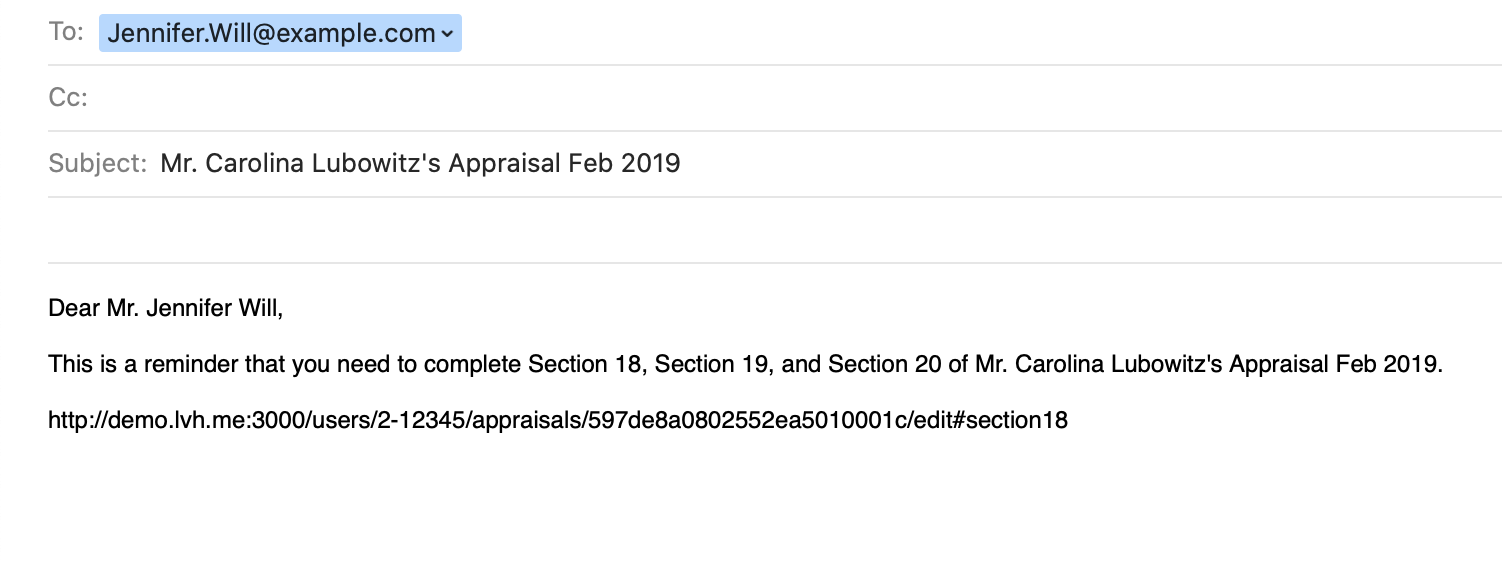 To: Jennifer.Will@example.com
Cc:
Subject: Mr. Carolina Lubowitz's Appraisal Feb 2019
Dear Mr. Jennifer Will,
This is a reminder that you need to complete Section 18, Section 19, and Section 20 of Mr. Carolina Lubowitz's Appraisal Feb 2019.
http://demo.lvh.me:3000/users/2-12345/appraisals/597de8a0802552ea5010001c/edit#section18